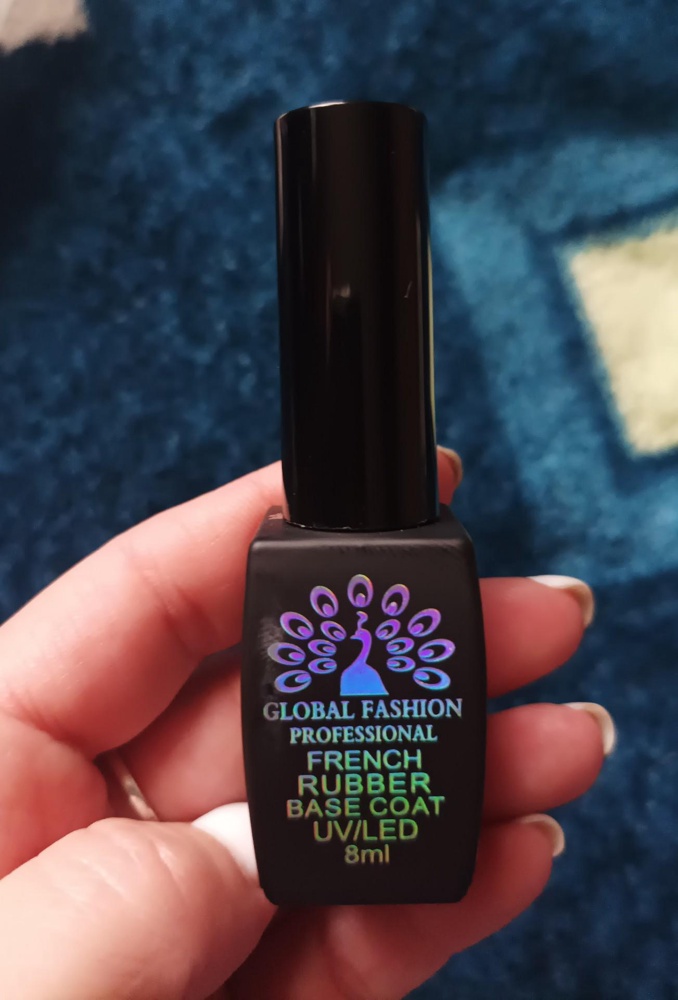 GLOBAL FASHION
PROFESSIONAL
FRENCH
RUBBER
BASE COAT
UV/LED
8ml